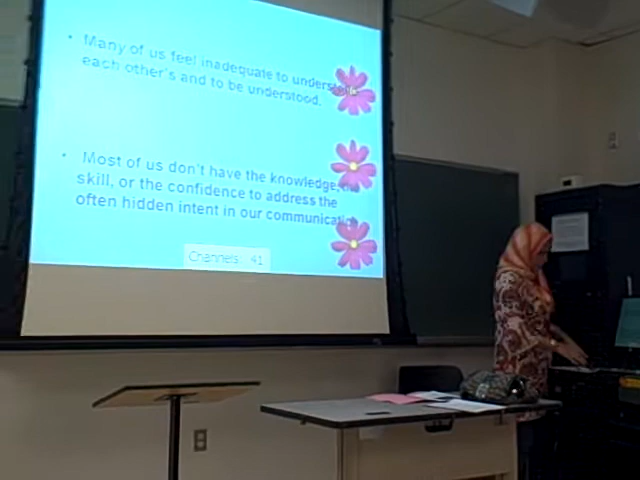 • Many of us feel inadequate to understand
each other's and to be understood.
• Most of us don't have the knowledge,
skill, or the confidence to address the
often hidden intent in our communication
Channels: 41